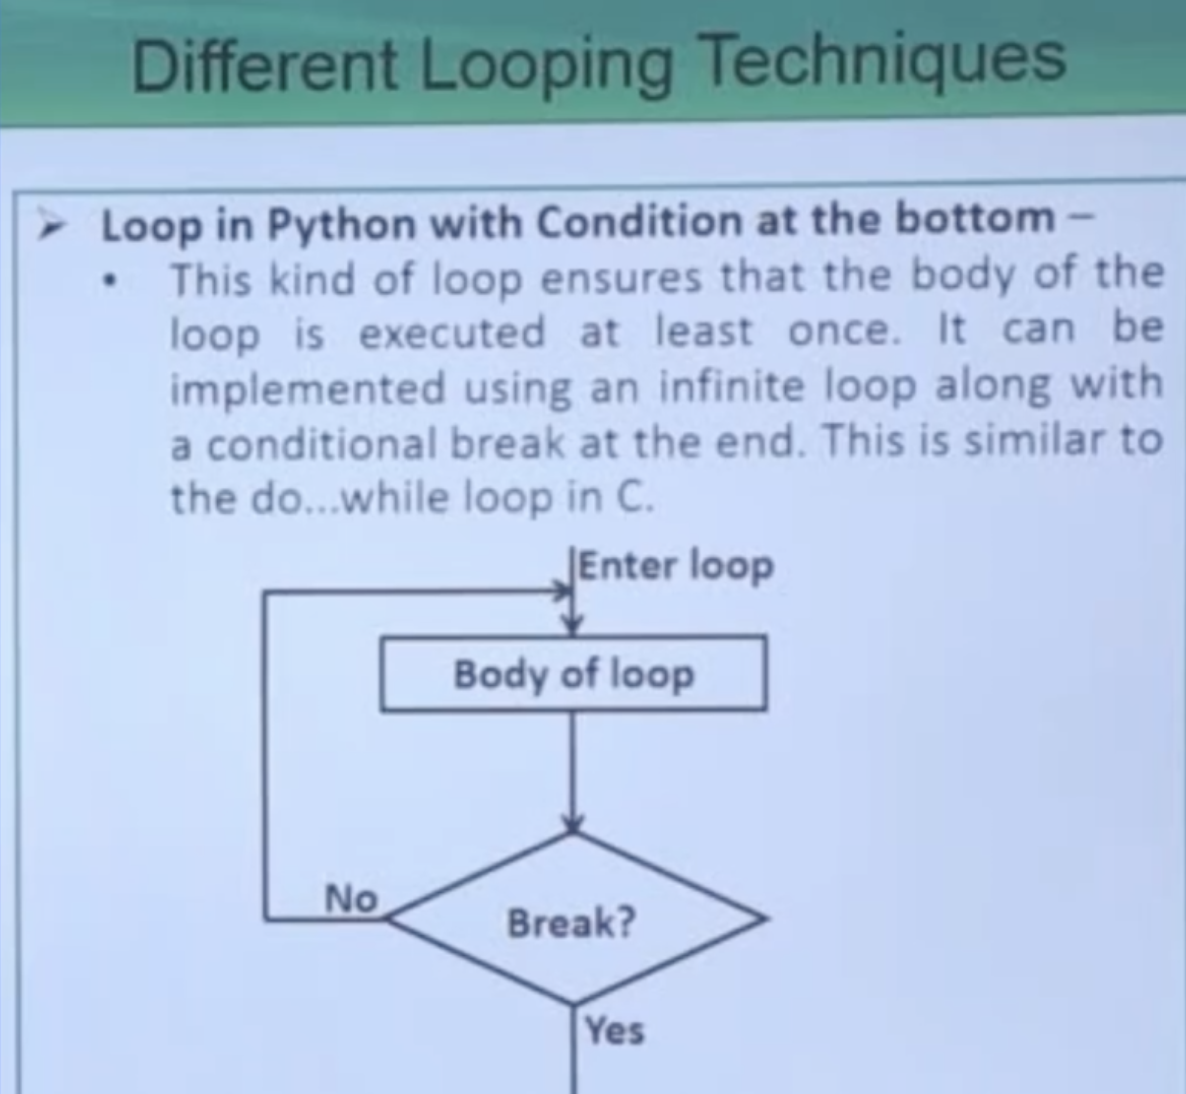 Different Looping Techniques
➢ Loop in Python with Condition at the bottom –
• This kind of loop ensures that the body of the
loop is executed at least once. It can be
implemented using an infinite loop along with
a conditional break at the end. This is similar to
the do...while loop in C.
Enter loop
Body of loop
No
Break?
Yes